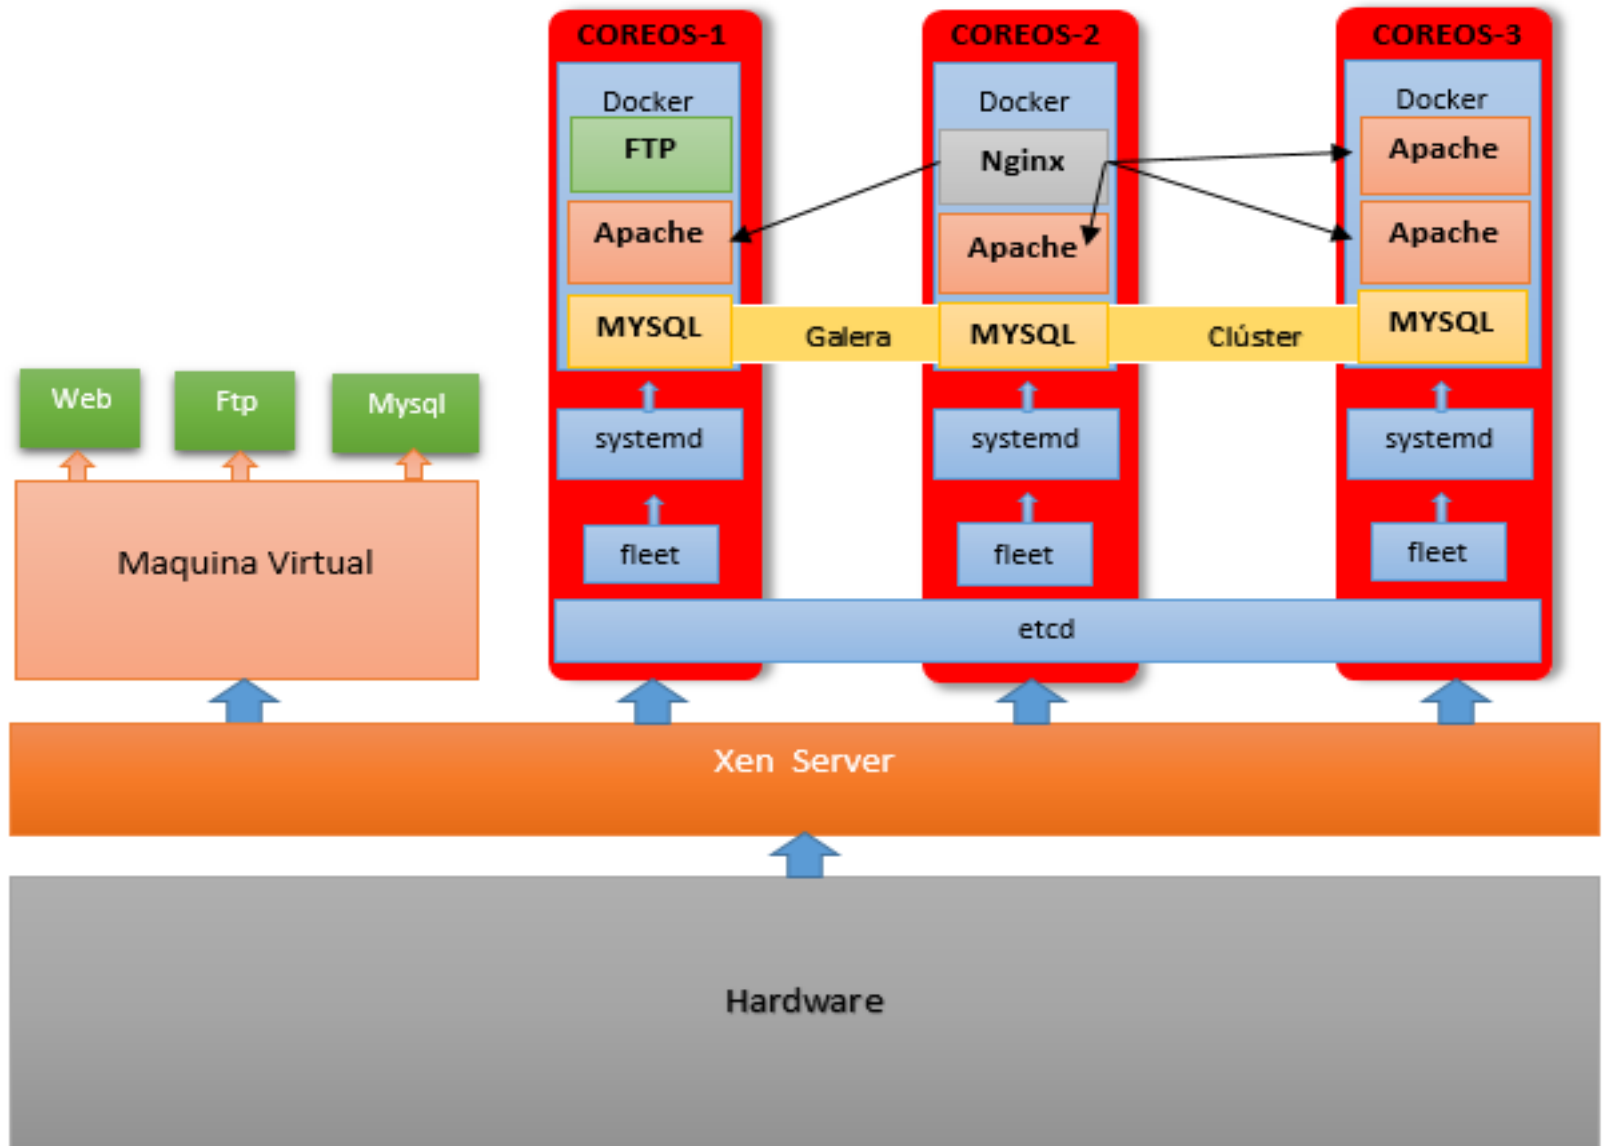 COREOS-1
COREOS-2
COREOS-3
Docker
Docker
Docker
FTP
Nginx
Apache
Apache
Apache
Apache
MYSQL
Galera
MYSQL
Clúster
MYSQL
Web
Ftp
Mysql
systemd
systemd
systemd
Maquina Virtual
fleet
fleet
fleet
etcd
Xen Server
Hardware